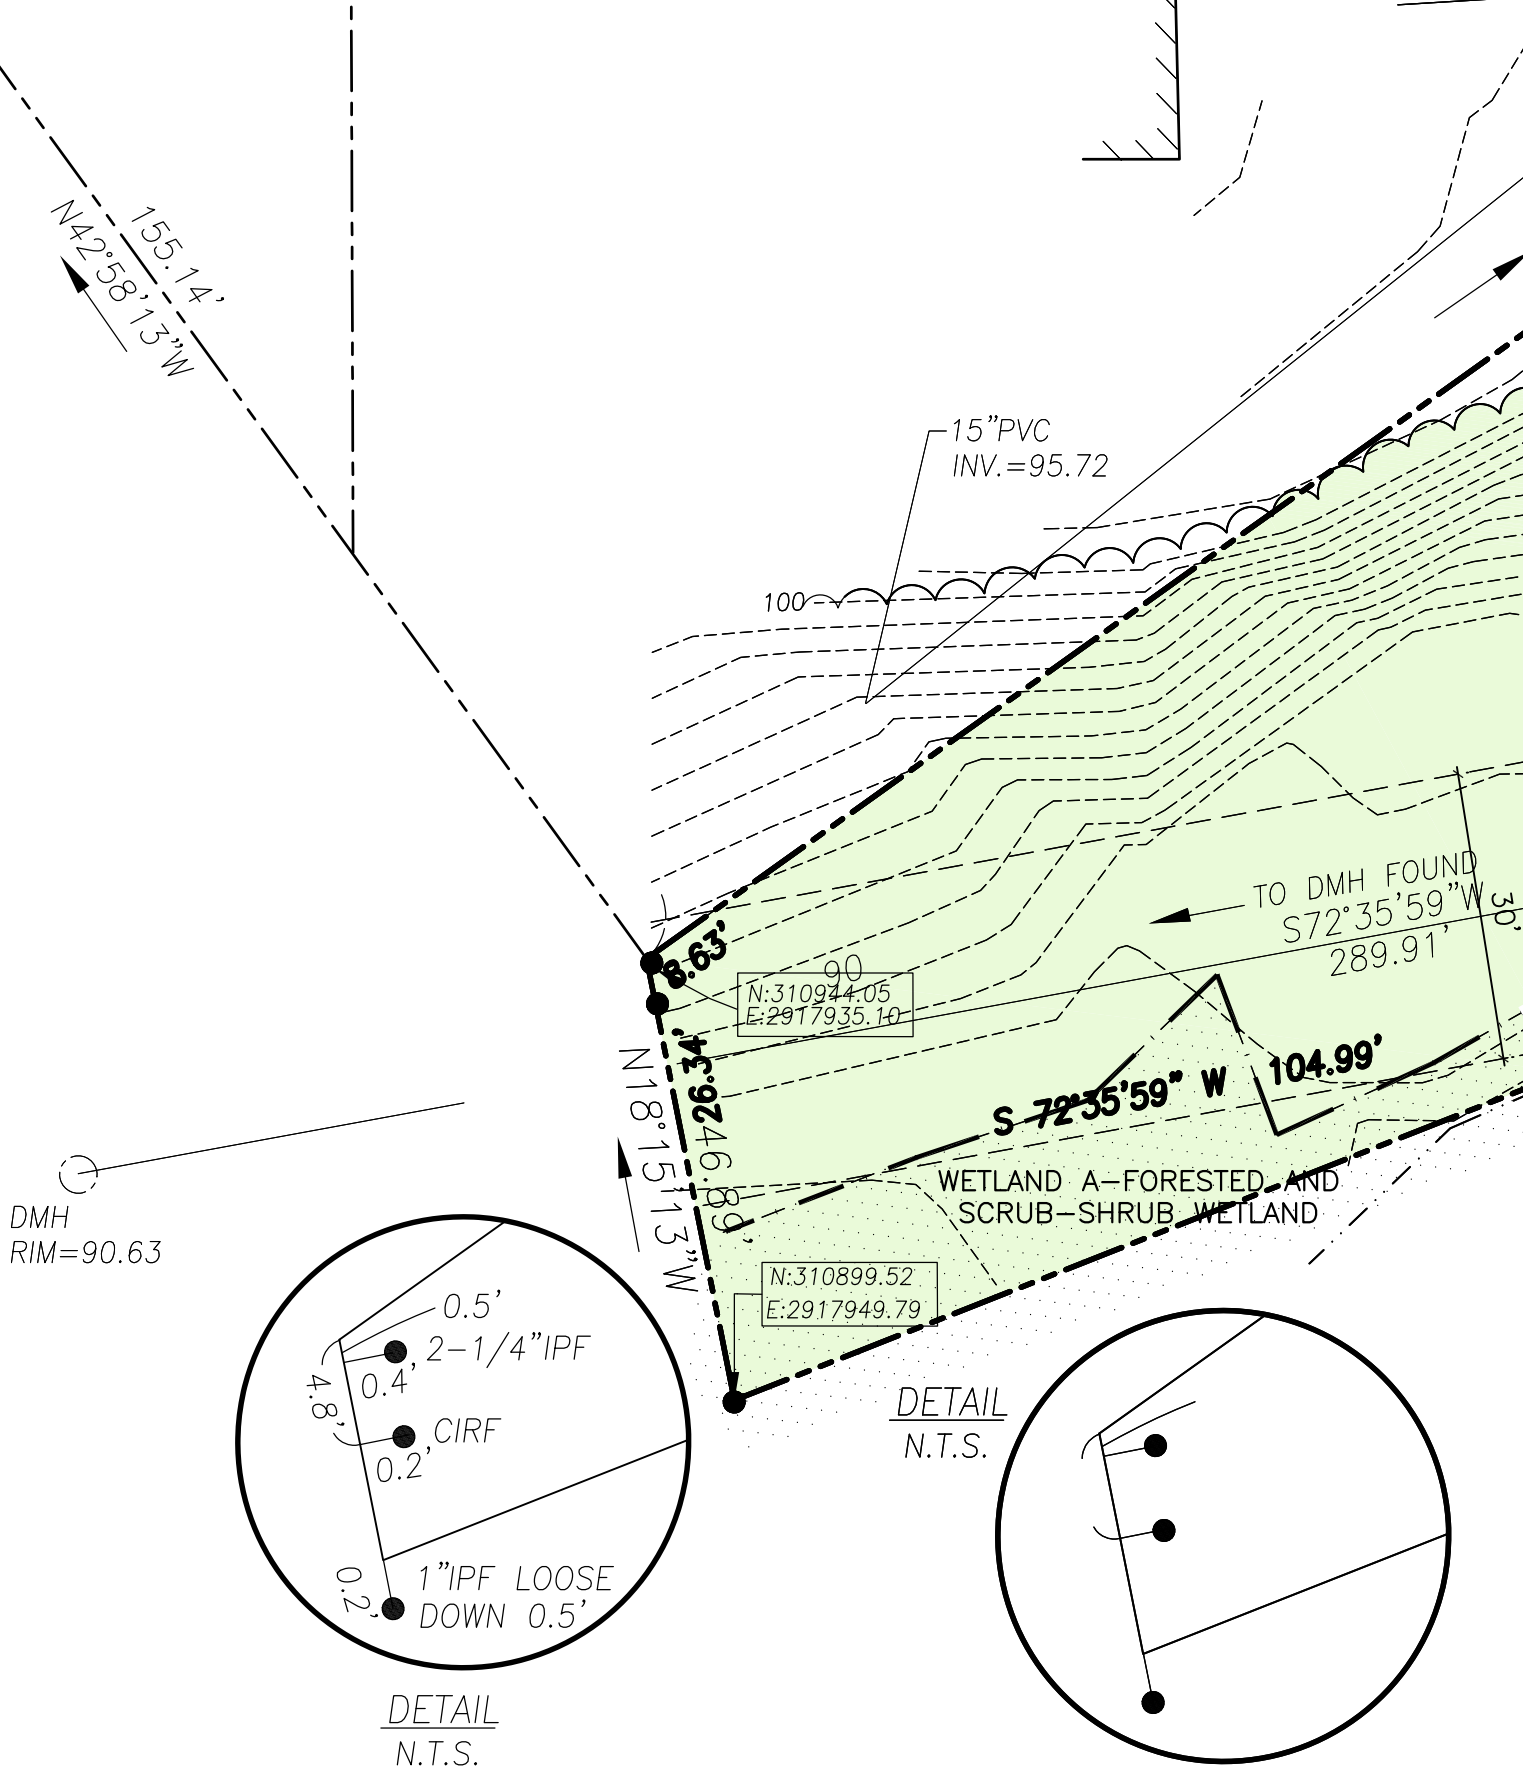 155.14'
N42°58'13"W
15"PVC
INV.=95.72
100
TO DMH FOUND
S72°35'59"W
289.91'
30'
8.63'
90
N:310944.05
E:2917935.10
26.34'
N18°15'13"W
46.89'
S 72°35'59" W 104.99'
WETLAND A-FORESTED AND
SCRUB-SHRUB WETLAND
DMH
RIM=90.63
N:310899.52
E:2917949.79
0.5'
2-1/4"IPF
0.4'
4.8'
CIRF
0.2'
1"IPF LOOSE
DOWN 0.5'
0.2'
DETAIL
N.T.S.
DETAIL
N.T.S.